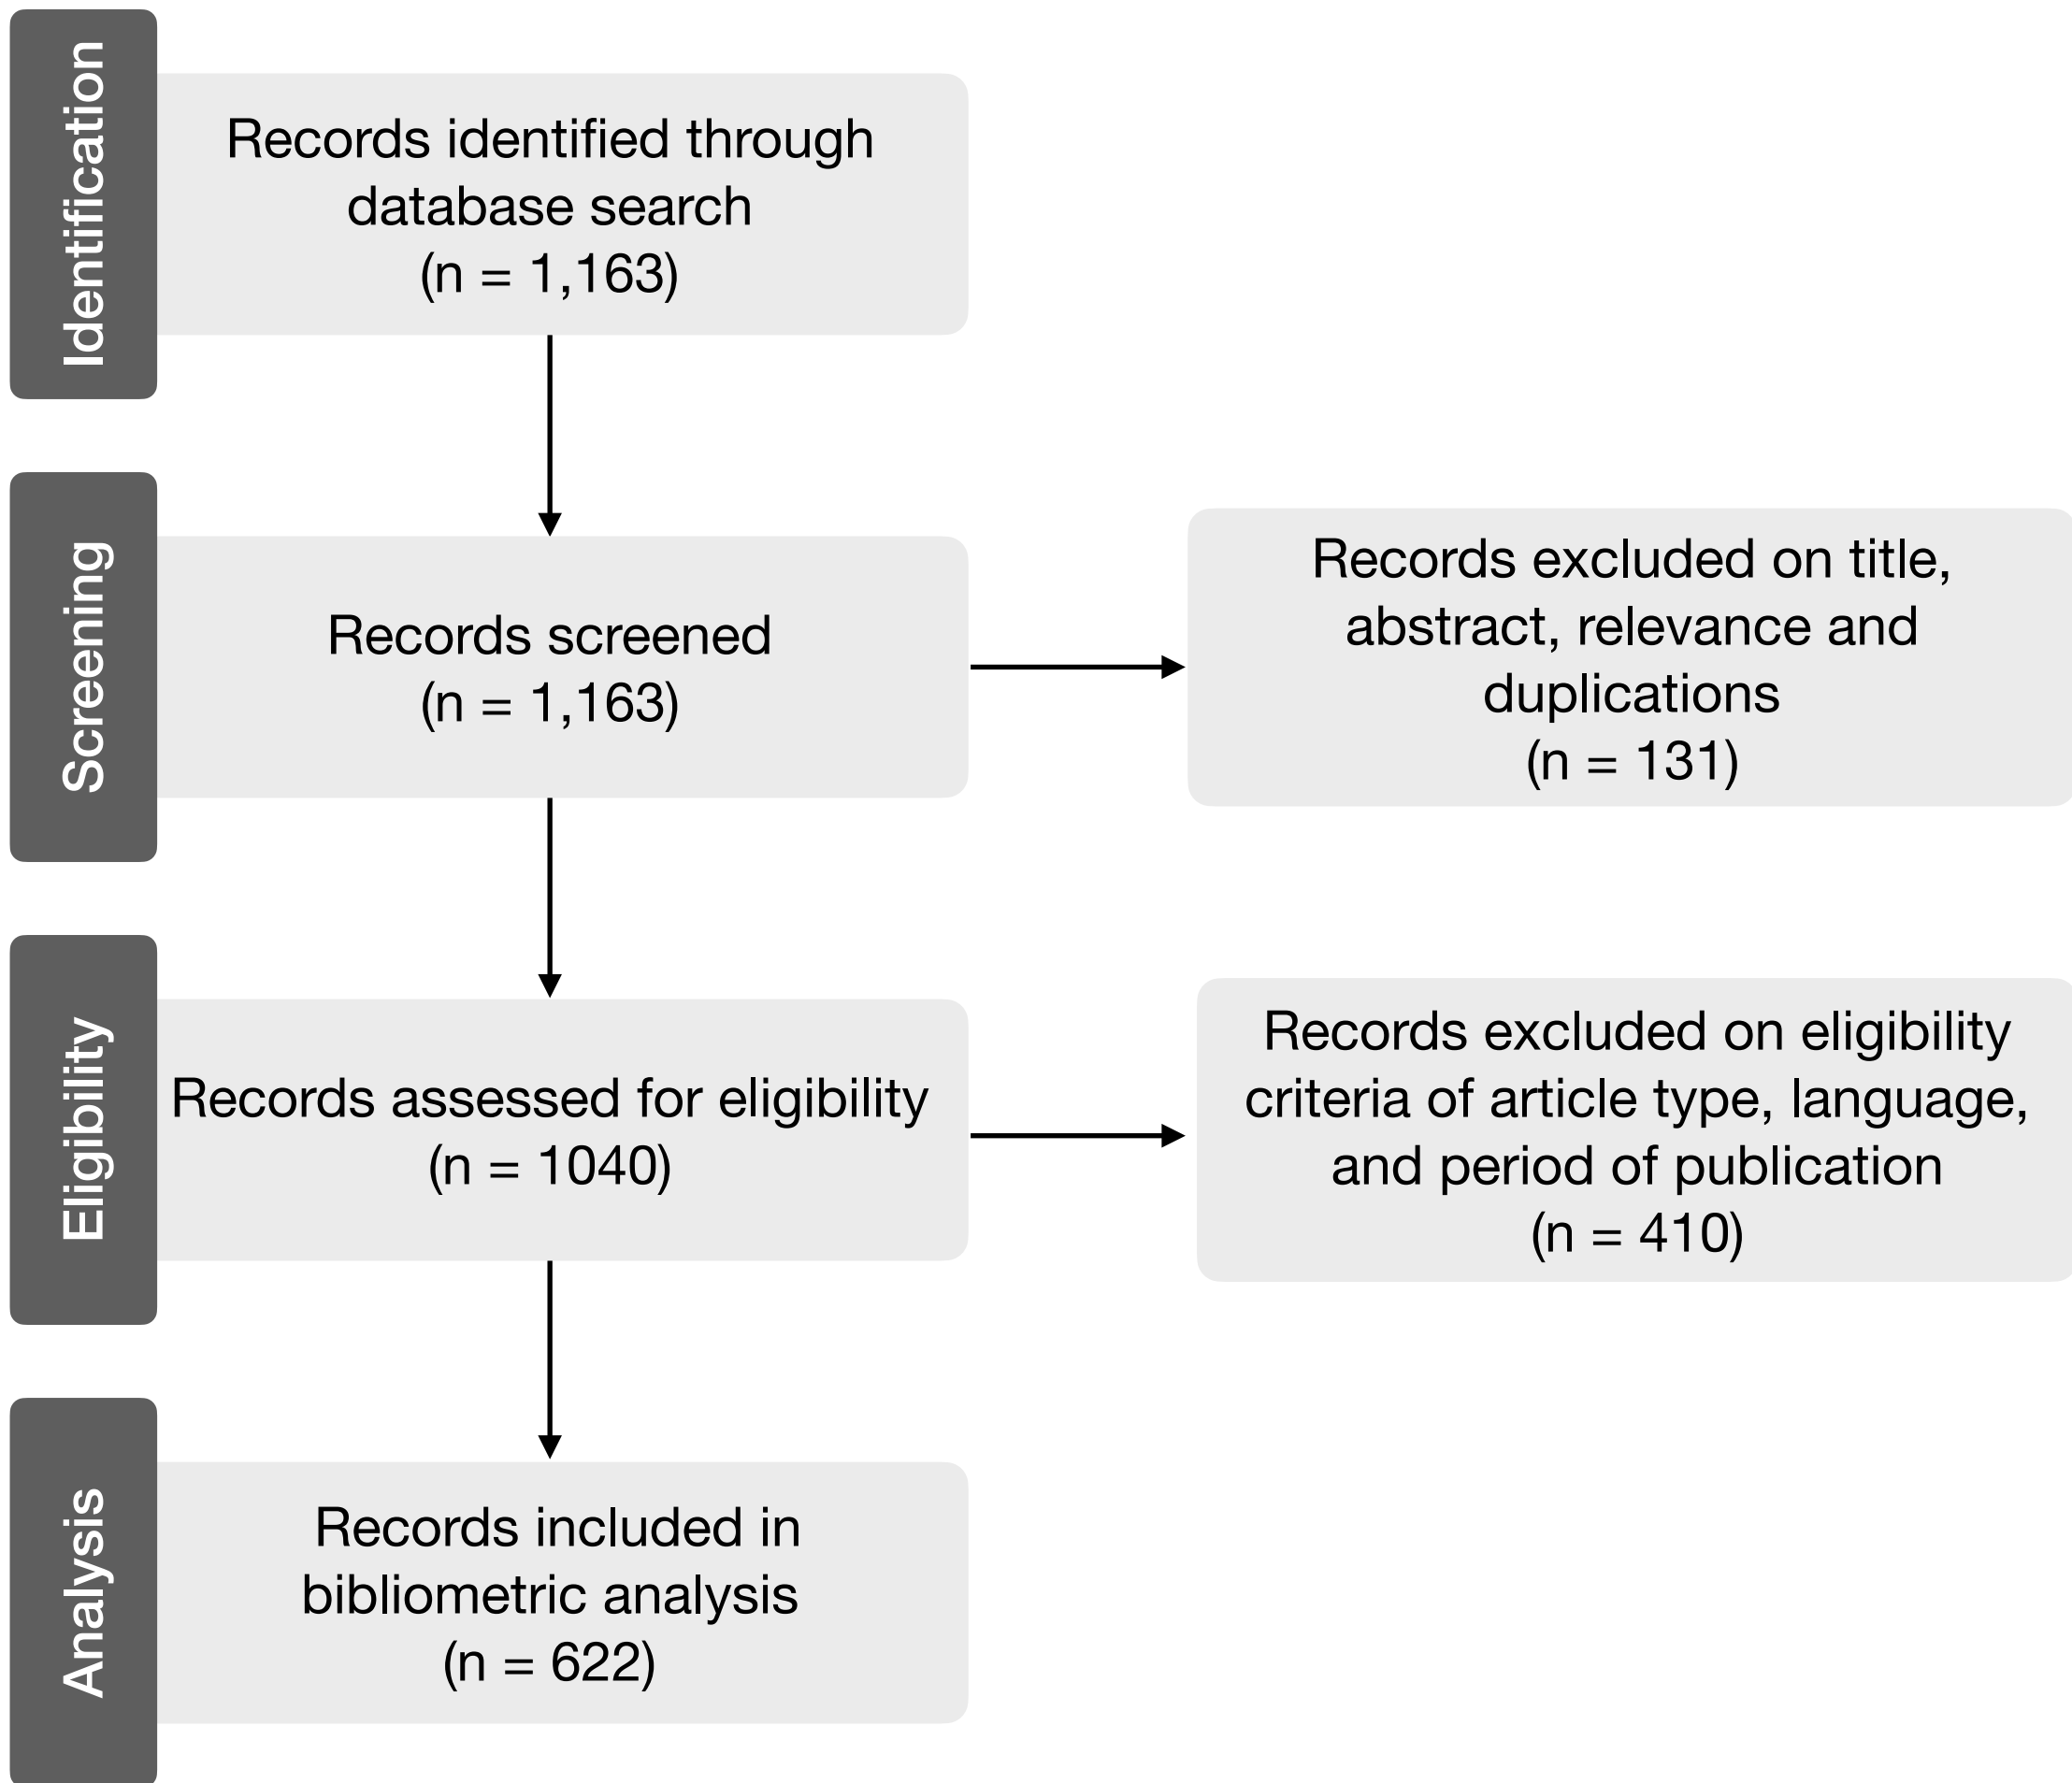 Identification
Records identified through
database search
(n = 1,163)
Screening
Records screened
(n = 1,163)
Records excluded on title,
abstract, relevance and
duplications
(n = 131)
Eligibility
Records assessed for eligibility
(n = 1040)
Records excluded on eligibility
criteria of article type, language,
and period of publication
(n = 410)
Analysis
Records included in
bibliometric analysis
(n = 622)